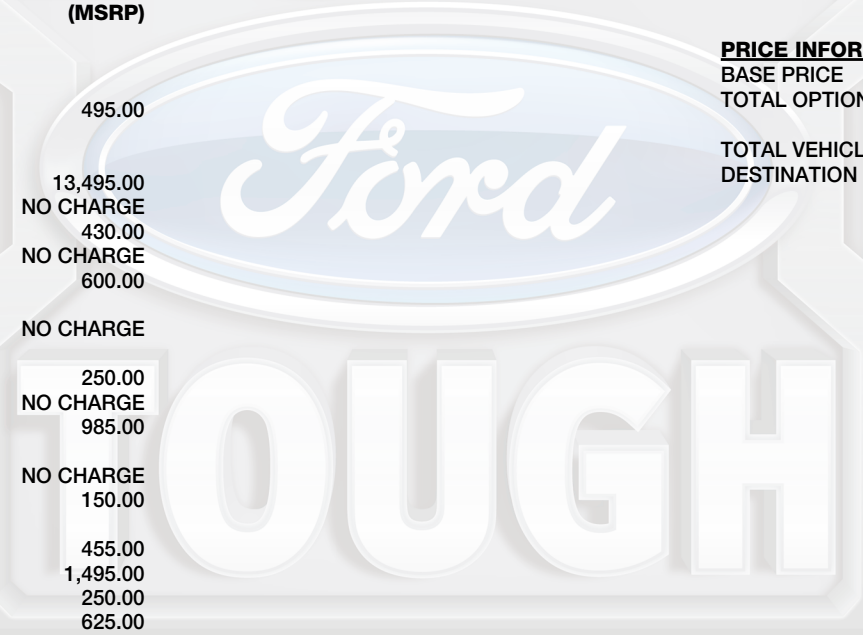 (MSRP)
495.00
13,495.00
NO CHARGE
430.00
NO CHARGE
600.00
NO CHARGE
250.00
NO CHARGE
985.00
NO CHARGE
150.00
455.00
1,495.00
250.00
625.00
PRICE INFOR
BASE PRICE
TOTAL OPTION
TOTAL VEHICL
DESTINATION
Ford
TOUGH